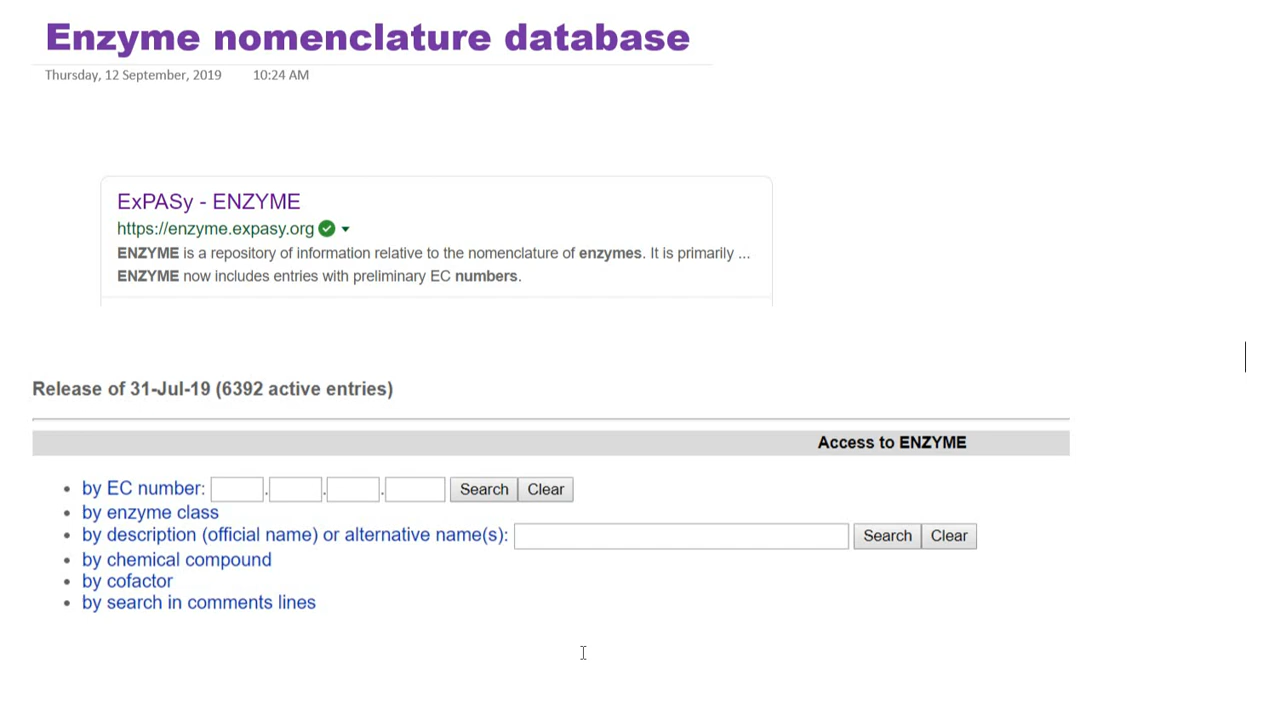 Enzyme nomenclature database
Thursday, 12 September, 2019 10:24 AM
ExPASy - ENZYME
https://enzyme.expasy.org
ENZYME is a repository of information relative to the nomenclature of enzymes. It is primarily ...
ENZYME now includes entries with preliminary EC numbers.
Release of 31-Jul-19 (6392 active entries)
Access to ENZYME
• by EC number: . . . Search Clear
• by enzyme class
• by description (official name) or alternative name(s): Search Clear
• by chemical compound
• by cofactor
• by search in comments lines